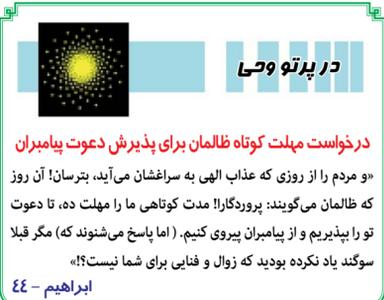 در پرتو وحی
درخواست مهلت کوتاه ظالمان برای پذیرش دعوت پیامبران
«و مردم را از روزی که عذاب الهی به سراغشان می‌آید، بترسان! آن روز
که ظالمان می‌گویند: پروردگارا! مدت کوتاهی ما را مهلت ده، تا دعوت
تو را بپذیریم و از پیامبران پیروی کنیم. ( اما پاسخ می‌شنوند که) مگر قبلا
سوگند یاد نکرده بودید که زوال و فنایی برای شما نیست؟!»
ابراهیم - ۴۴